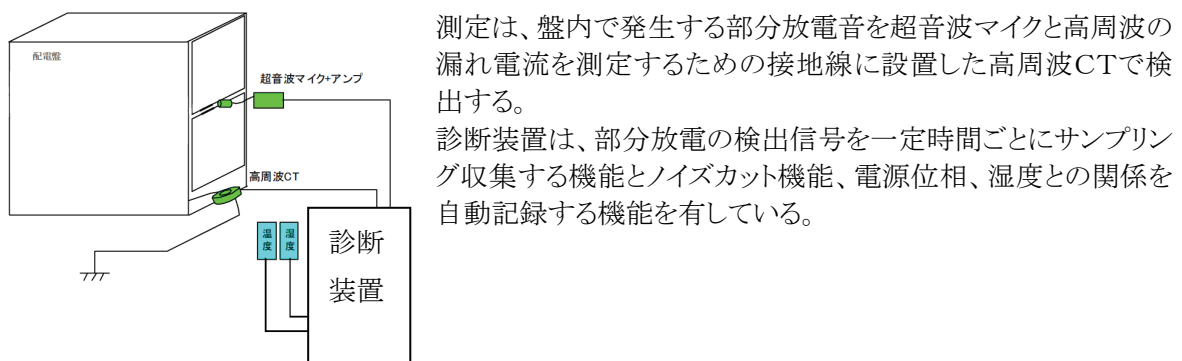 配電盤
超音波マイク+アンプ
高周波CT
温度
湿度
診断
装置
測定は、盤内で発生する部分放電音を超音波マイクと高周波の
漏れ電流を測定するための接地線に設置した高周波CTで検
出する。
診断装置は、部分放電の検出信号を一定時間ごとにサンプリン
グ収集する機能とノイズカット機能、電源位相、湿度との関係を
自動記録する機能を有している。